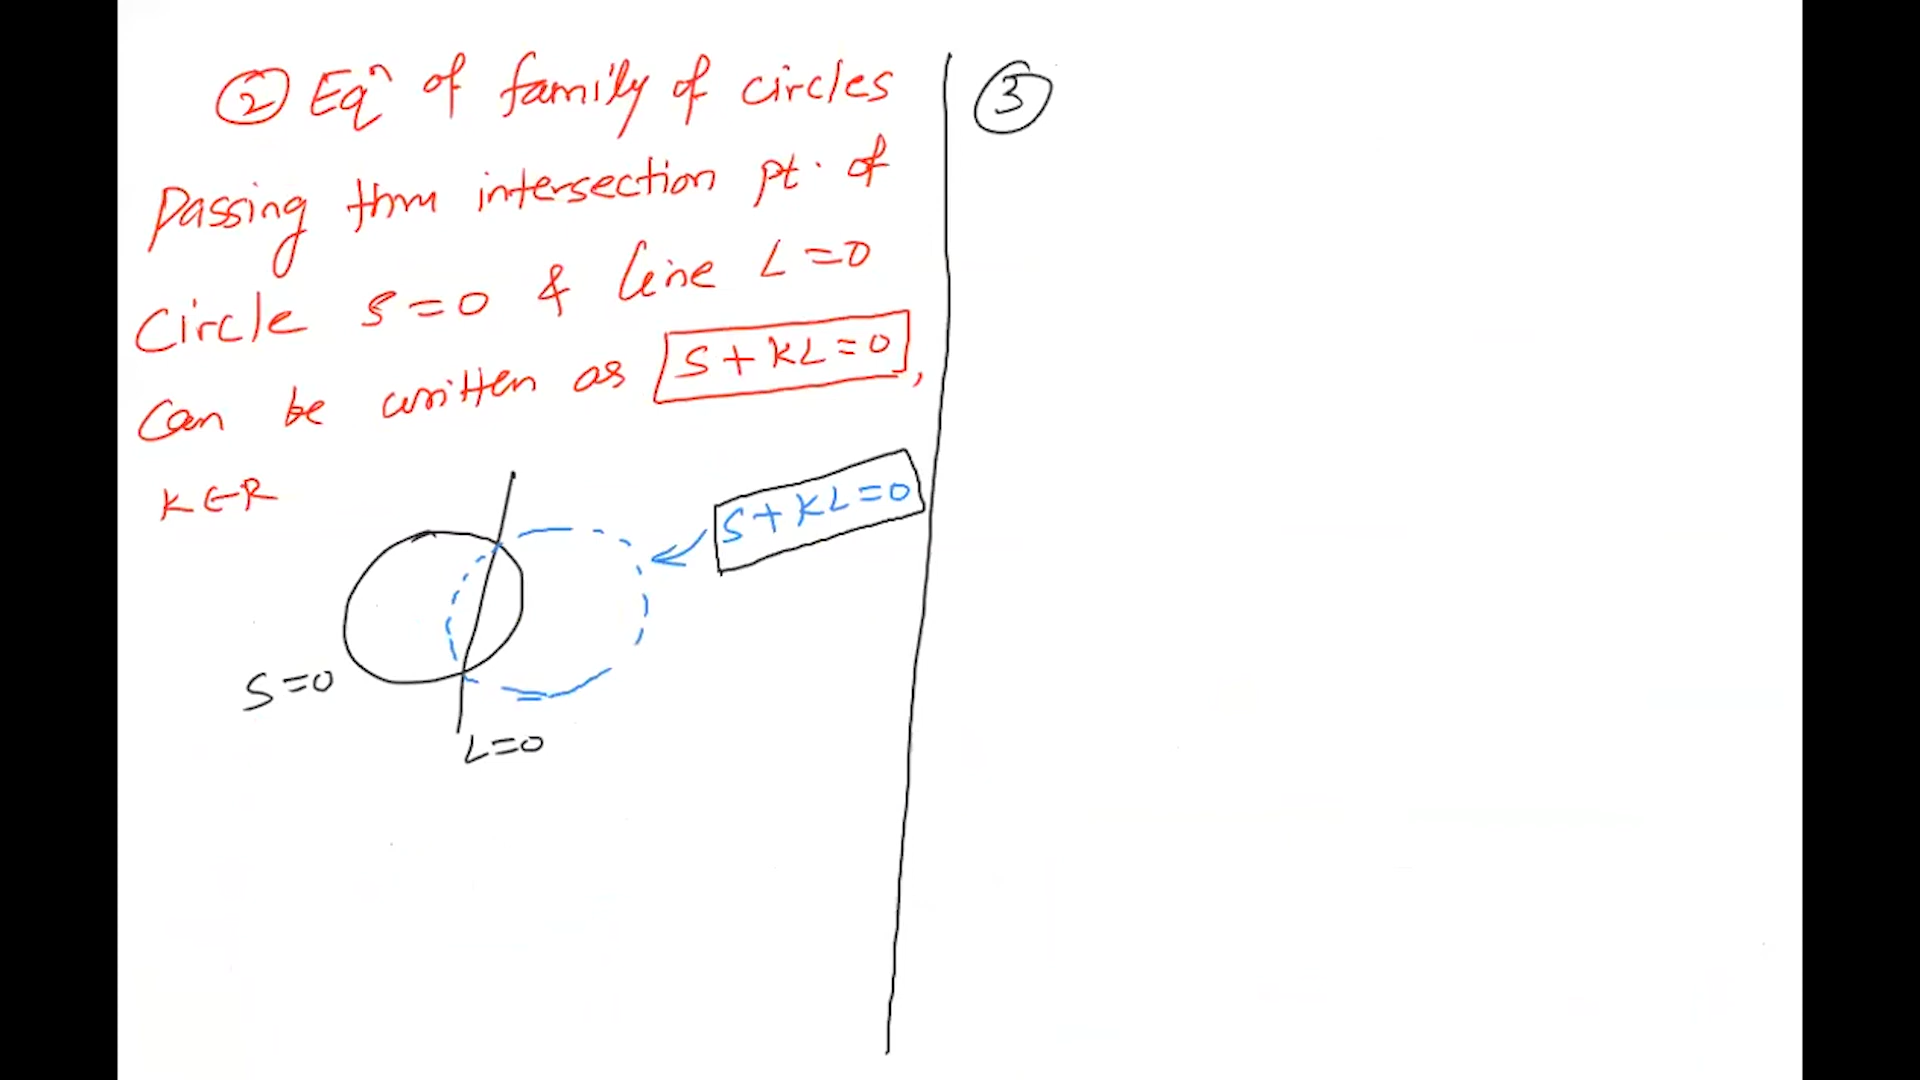 ② Eqⁿ of family of circles
Passing thru intersection pt. of
Circle S=0 & line L=0
Can be written as S+KL=0,
K∈R
S+KL=0
S=0
L=0
③